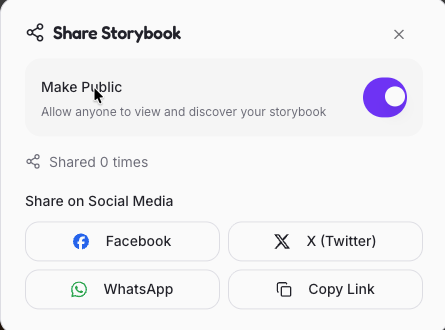 Share Storybook
Make Public
Allow anyone to view and discover your storybook
Shared 0 times
Share on Social Media
Facebook
X (Twitter)
WhatsApp
Copy Link